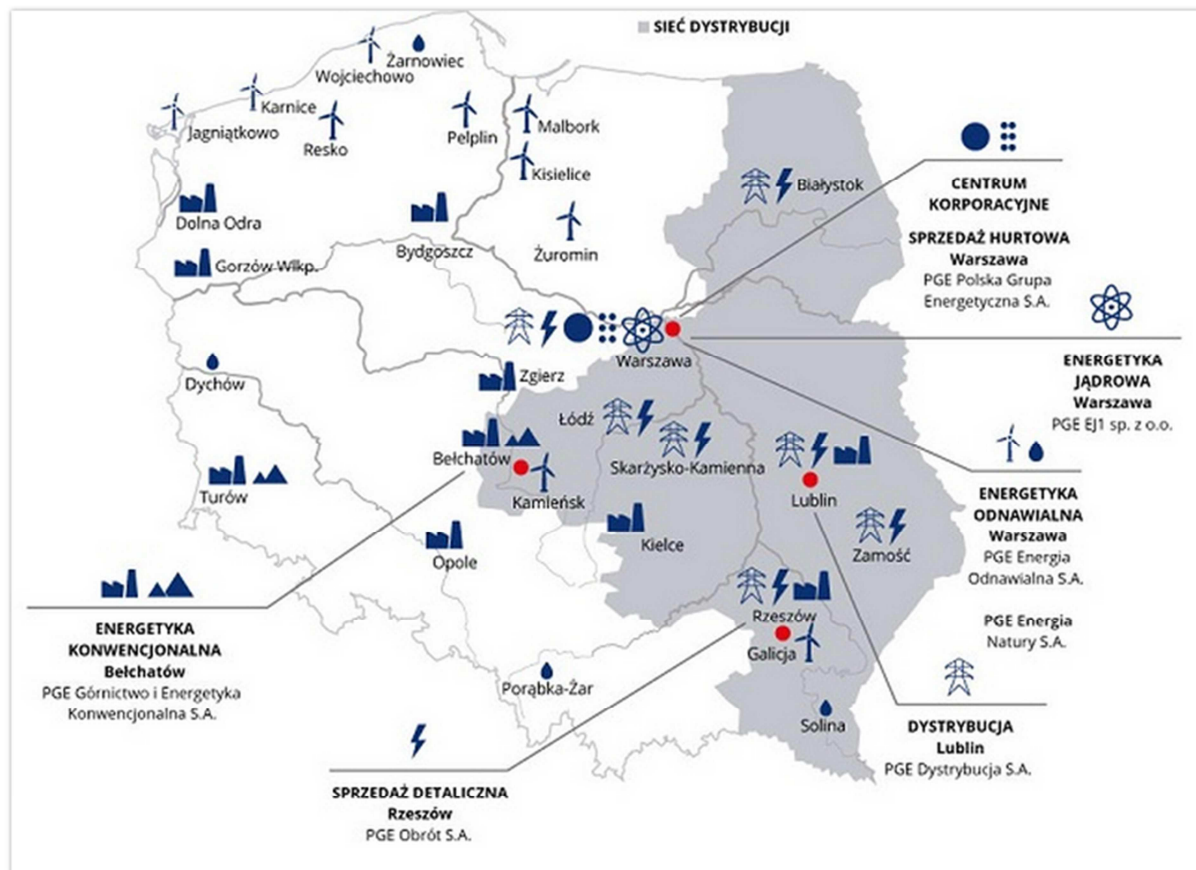 SIEĆ DYSTRYBUCJI
Żarnowiec
Wojciechowo
Karnice
Jagniątkowo
Resko
Pelplin
Malbork
Kisielice
Białystok
Dolna Odra
Bydgoszcz
Żuromin
Gorzów Wlkp.
Warszawa
Zgierz
Dychów
Łódź
Bełchatów
Skarżysko-Kamienna
Turów
Kamieńsk
Lublin
Kielce
Zamość
Opole
Rzeszów
Galicja
Porąbka-Żar
Solina
CENTRUM
KORPORACYJNE
SPRZEDAŻ HURTOWA
Warszawa
PGE Polska Grupa
Energetyczna S.A.
ENERGETYKA
JĄDROWA
Warszawa
PGE EJ1 sp. z o.o.
ENERGETYKA
ODNAWIALNA
Warszawa
PGE Energia
Odnawialna S.A.
PGE Energia
Natury S.A.
DYSTRYBUCJA
Lublin
PGE Dystrybucja S.A.
ENERGETYKA
KONWENCJONALNA
Bełchatów
PGE Górnictwo i Energetyka
Konwencjonalna S.A.
SPRZEDAŻ DETALICZNA
Rzeszów
PGE Obrót S.A.